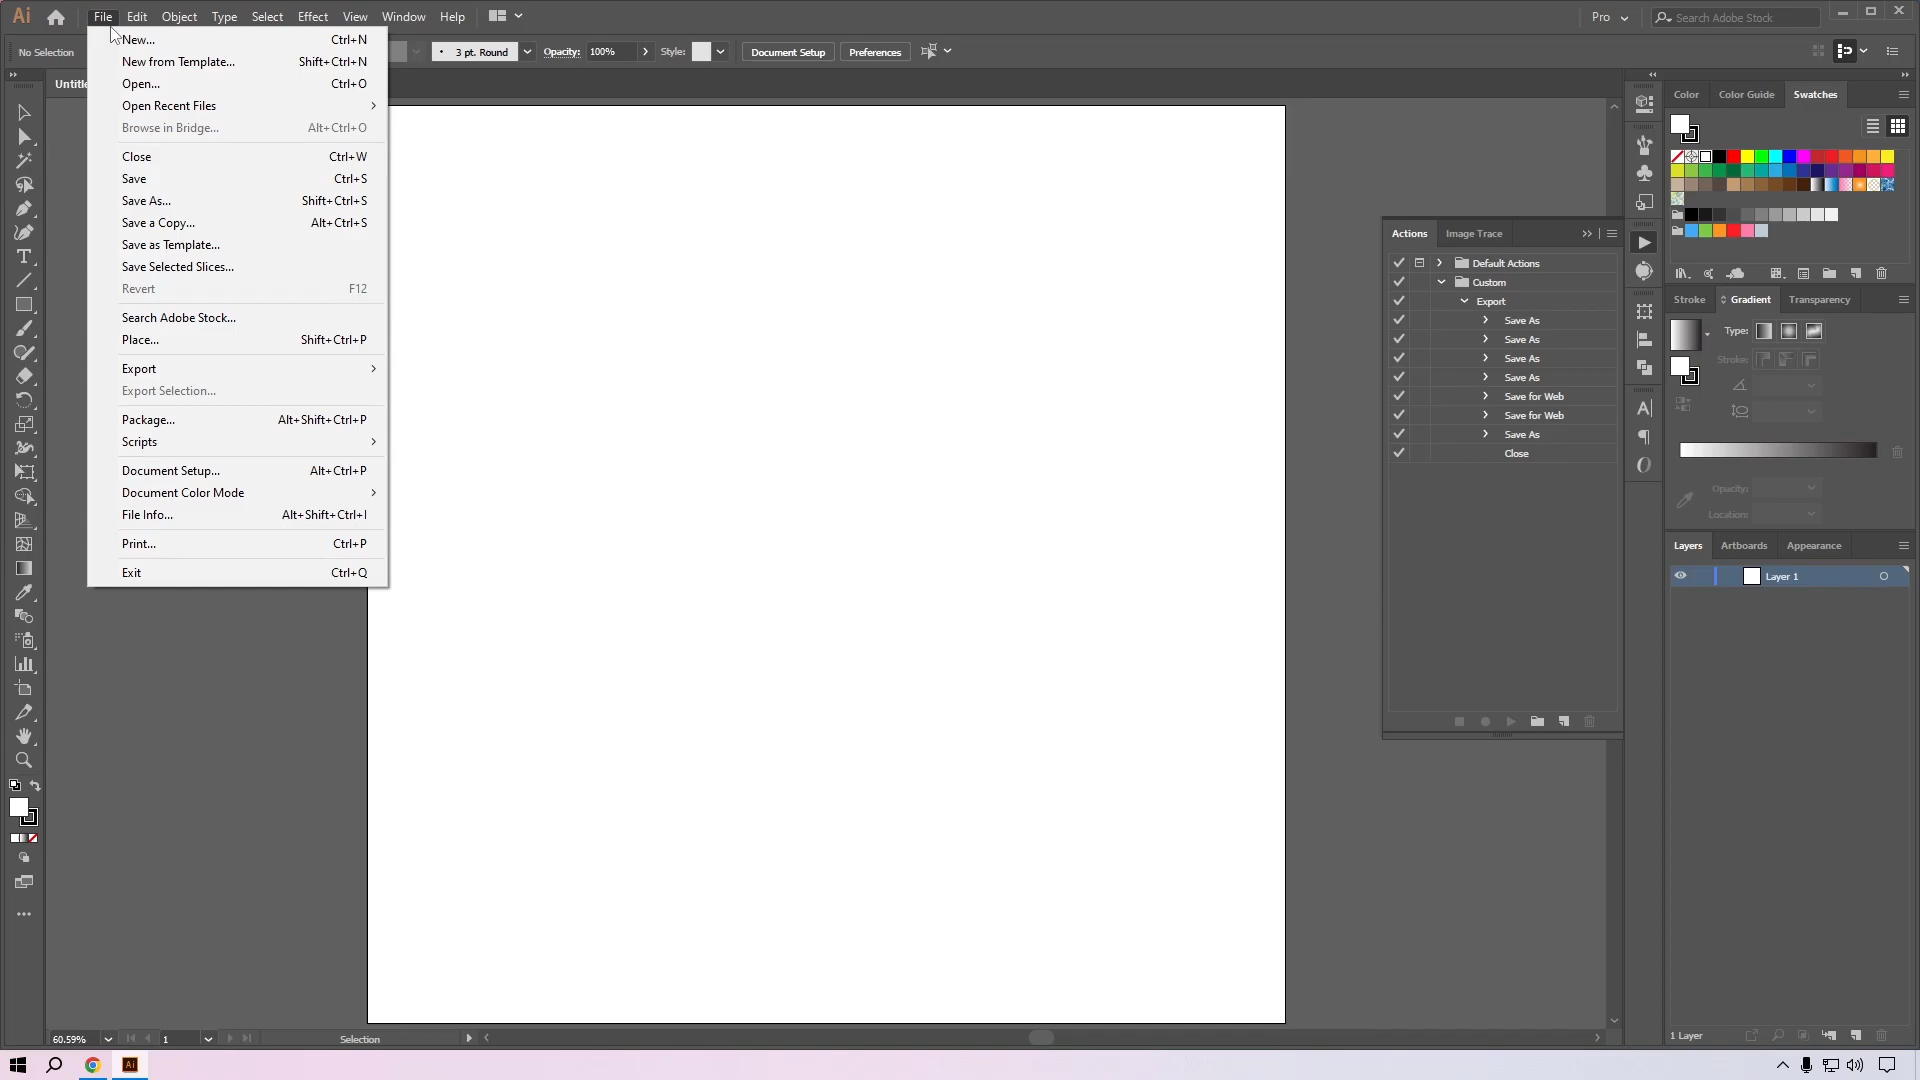 Ai File Edit Object Type Select Effect View Window Help Pro Search Adobe Stock
No Selection 3 pt. Round Opacity: 100% Style: Document Setup Preferences
Untitle
New... Ctrl+N
New from Template... Shift+Ctrl+N
Open... Ctrl+O
Open Recent Files
Browse in Bridge... Alt+Ctrl+O
Close Ctrl+W
Save Ctrl+S
Save As... Shift+Ctrl+S
Save a Copy... Alt+Ctrl+S
Save as Template...
Save Selected Slices...
Revert F12
Search Adobe Stock...
Place... Shift+Ctrl+P
Export
Export Selection...
Package... Alt+Shift+Ctrl+P
Scripts
Document Setup... Alt+Ctrl+P
Document Color Mode
File Info... Alt+Shift+Ctrl+I
Print... Ctrl+P
Exit Ctrl+Q
Actions Image Trace
Default Actions
Custom
Export
Save As
Save As
Save As
Save As
Save for Web
Save for Web
Save As
Close
Color Color Guide Swatches
Stroke Gradient Transparency
Type:
Stroke:
Opacity:
Location:
Layers Artboards Appearance
Layer 1
1 Layer
60.59% 1 Selection
Ai